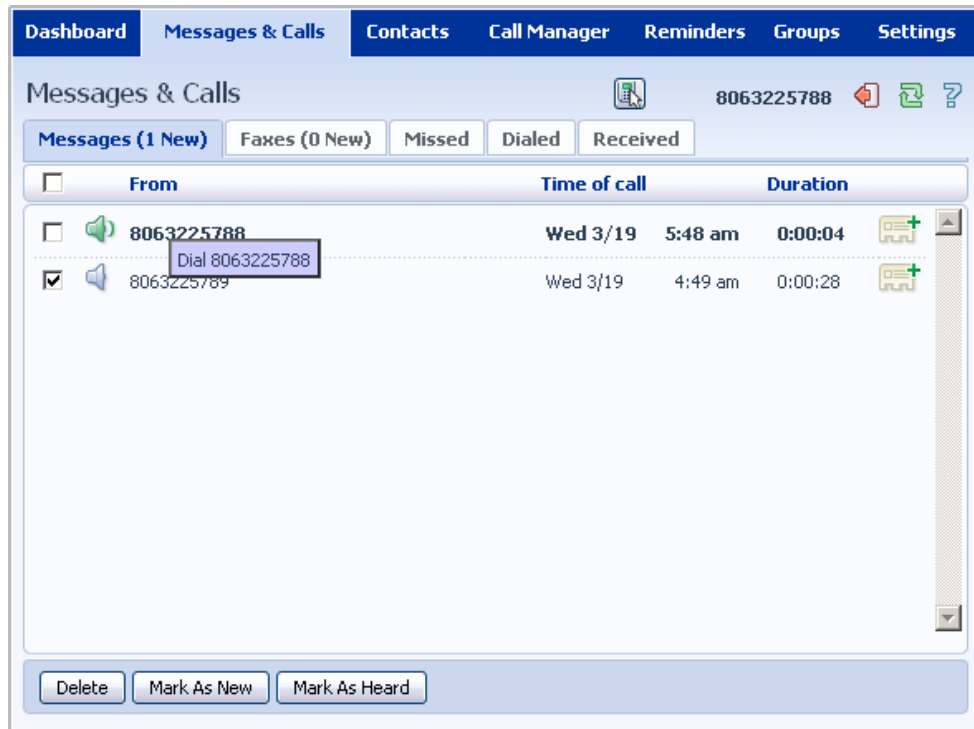 Dashboard Messages & Calls Contacts Call Manager Reminders Groups Settings
Messages & Calls 8063225788 ?
Messages (1 New) Faxes (0 New) Missed Dialed Received
From Time of call Duration
8063225788 Wed 3/19 5:48 am 0:00:04
Dial 8063225788
8063225789 Wed 3/19 4:49 am 0:00:28
Delete Mark As New Mark As Heard